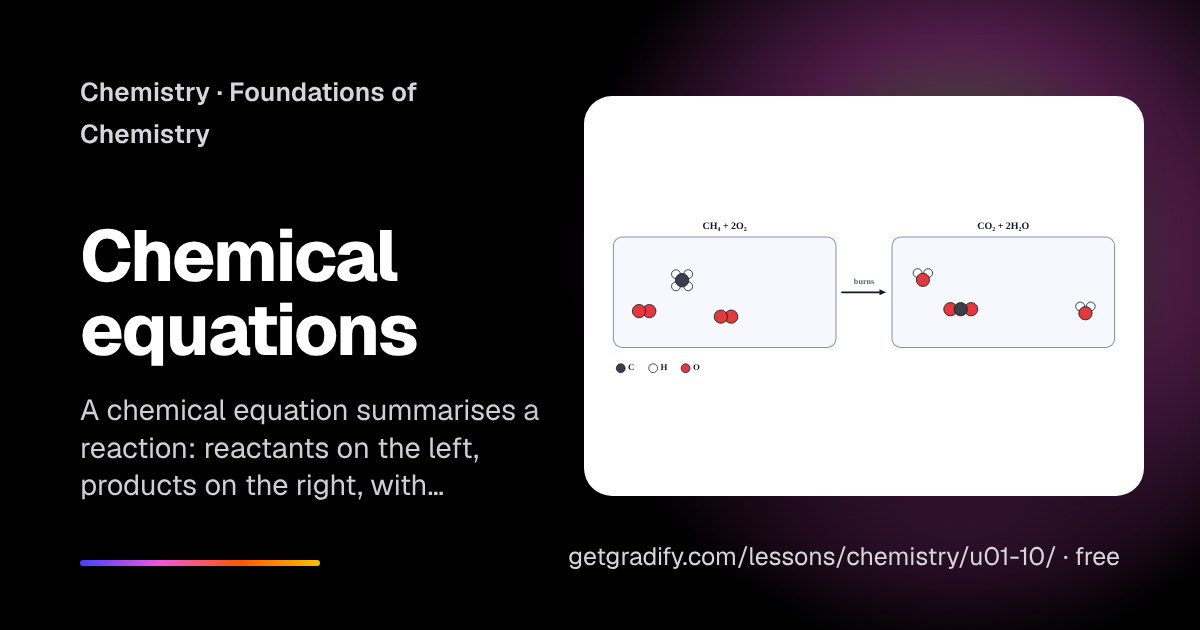 Chemistry · Foundations of
Chemistry
Chemical
equations
A chemical equation summarises a
reaction: reactants on the left,
products on the right, with…
CH₄ + 2O₂
burns
CO₂ + 2H₂O
C H O
getgradify.com/lessons/chemistry/u01-10/ · free